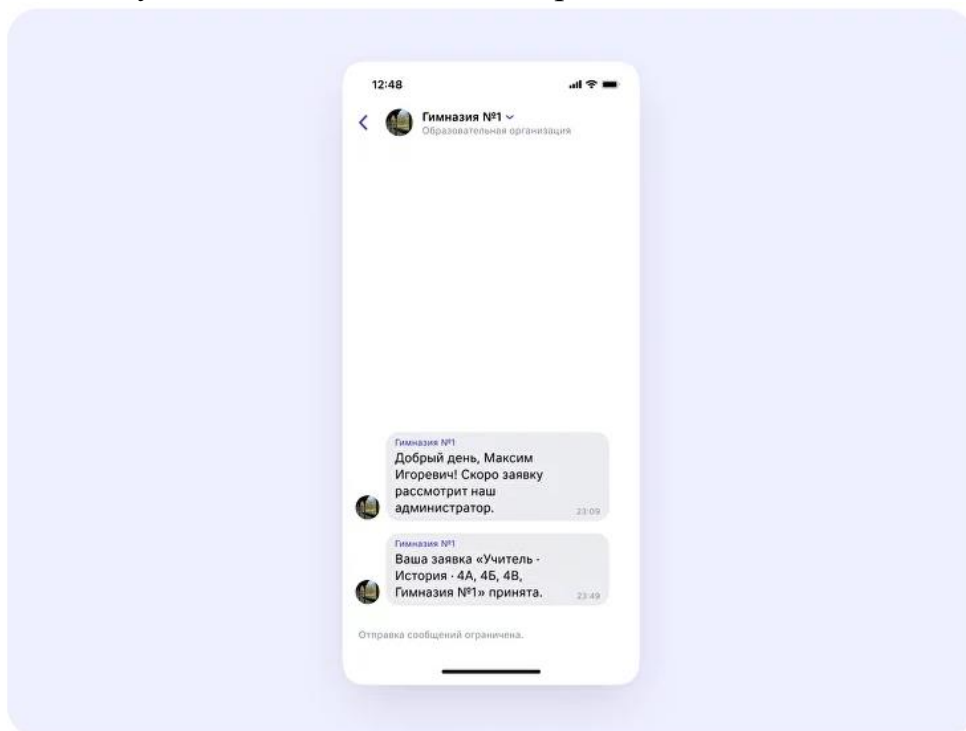 12:48
Гимназия №1
Образовательная организация
Гимназия №1
Добрый день, Максим
Игоревич! Скоро заявку
рассмотрит наш
администратор.
23:09
Гимназия №1
Ваша заявка «Учитель -
История · 4А, 4Б, 4В,
Гимназия №1» принята.
23:49
Отправка сообщений ограничена.